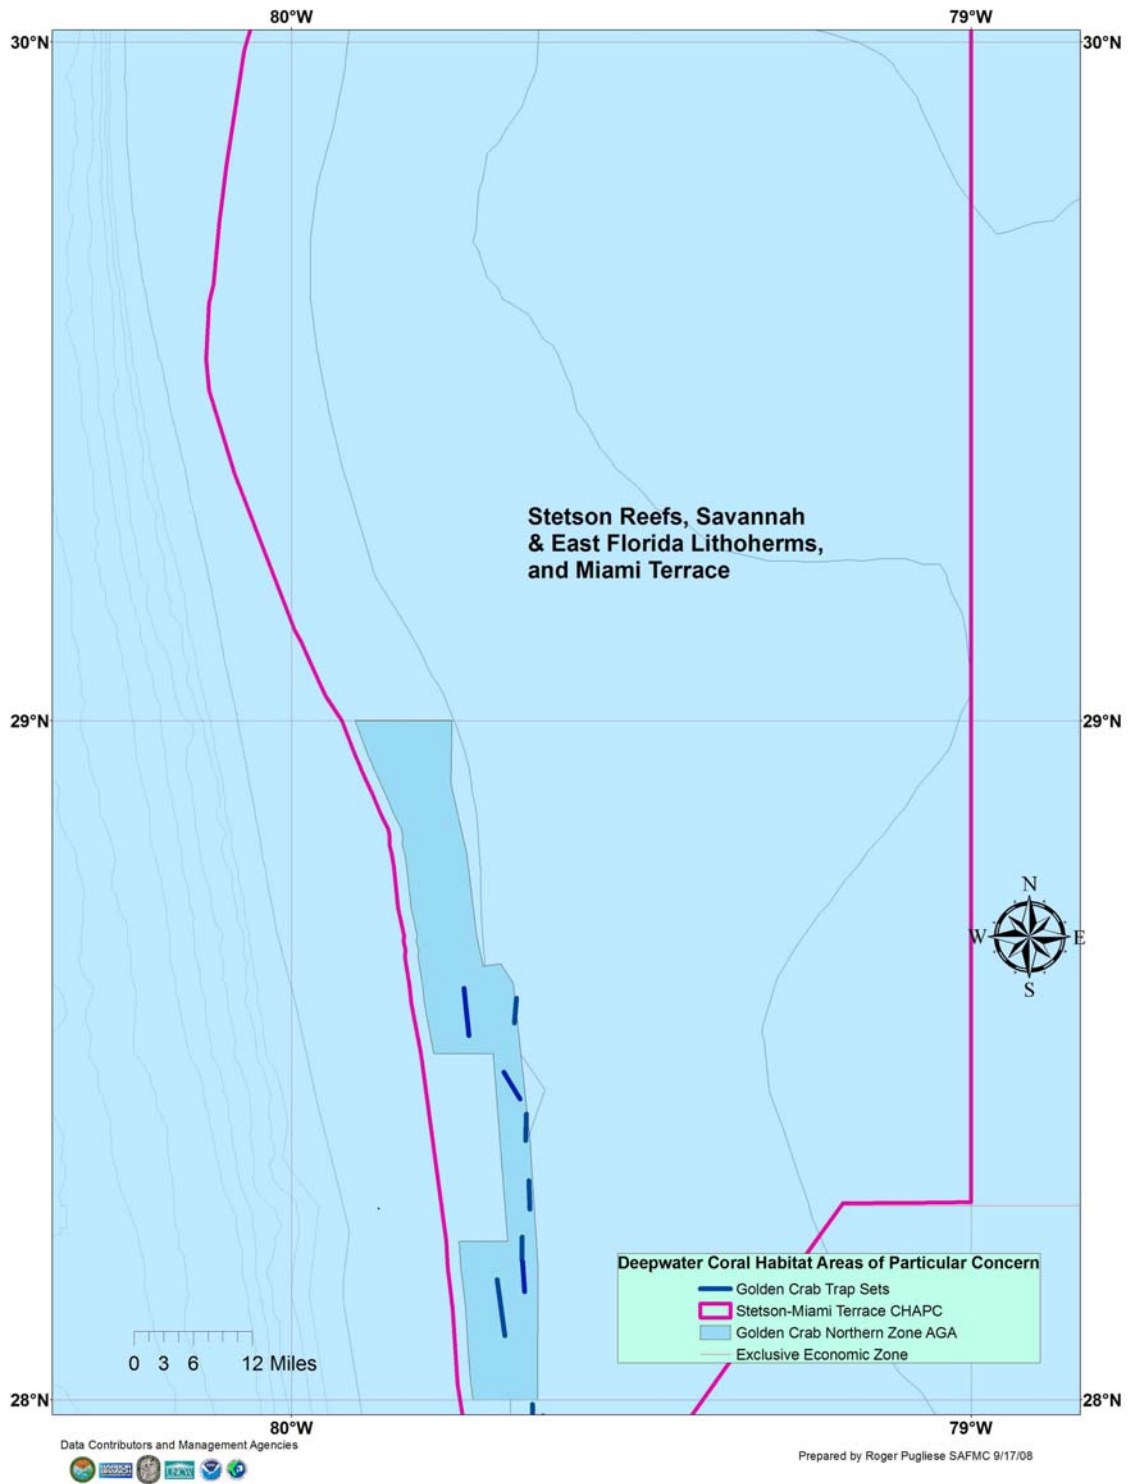 80°W
79°W
30°N
30°N
Stetson Reefs, Savannah
& East Florida Lithoherms,
and Miami Terrace
29°N
29°N
N
W
E
S
Deepwater Coral Habitat Areas of Particular Concern
Golden Crab Trap Sets
Stetson-Miami Terrace CHAPC
Golden Crab Northern Zone AGA
Exclusive Economic Zone
0 3 6 12 Miles
28°N
28°N
80°W
79°W
Data Contributors and Management Agencies
Prepared by Roger Pugliese SAFMC 9/17/08
HARBOR
BRANCH
UNCW